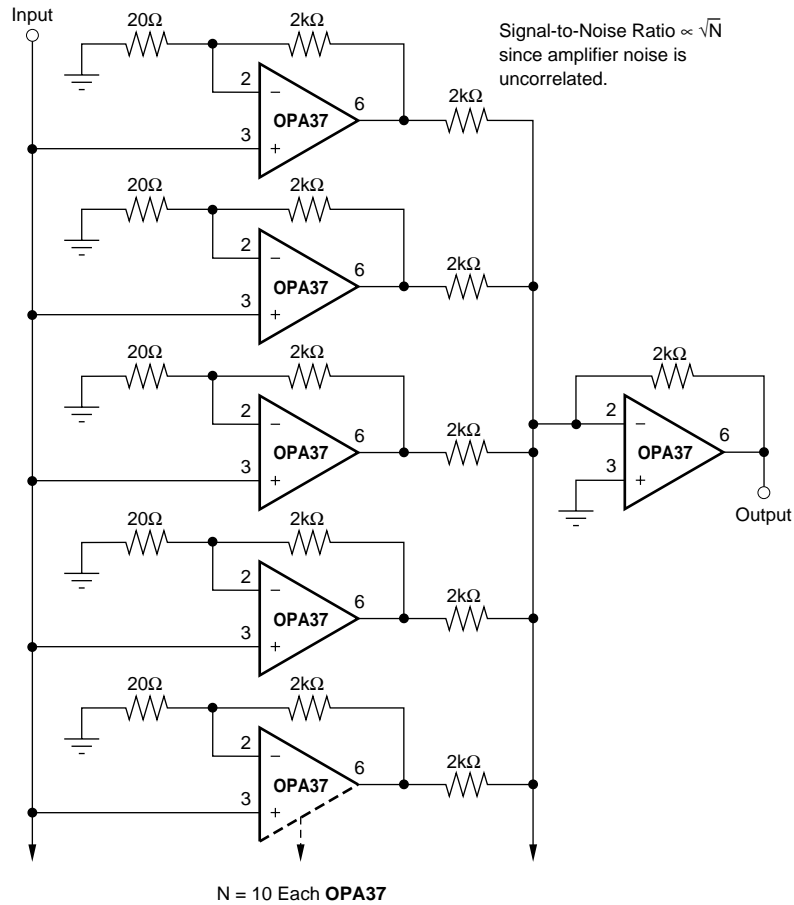 Input
20Ω
2kΩ
Signal-to-Noise Ratio ∝ √N
since amplifier noise is
uncorrelated.
2
−
OPA37
6
3
+
2kΩ
20Ω
2kΩ
2
−
OPA37
6
3
+
2kΩ
20Ω
2kΩ
2
−
OPA37
6
3
+
2kΩ
2kΩ
2
−
OPA37
6
3
+
Output
20Ω
2kΩ
2
−
OPA37
6
3
+
2kΩ
20Ω
2kΩ
2
−
OPA37
6
3
+
2kΩ
N = 10 Each OPA37